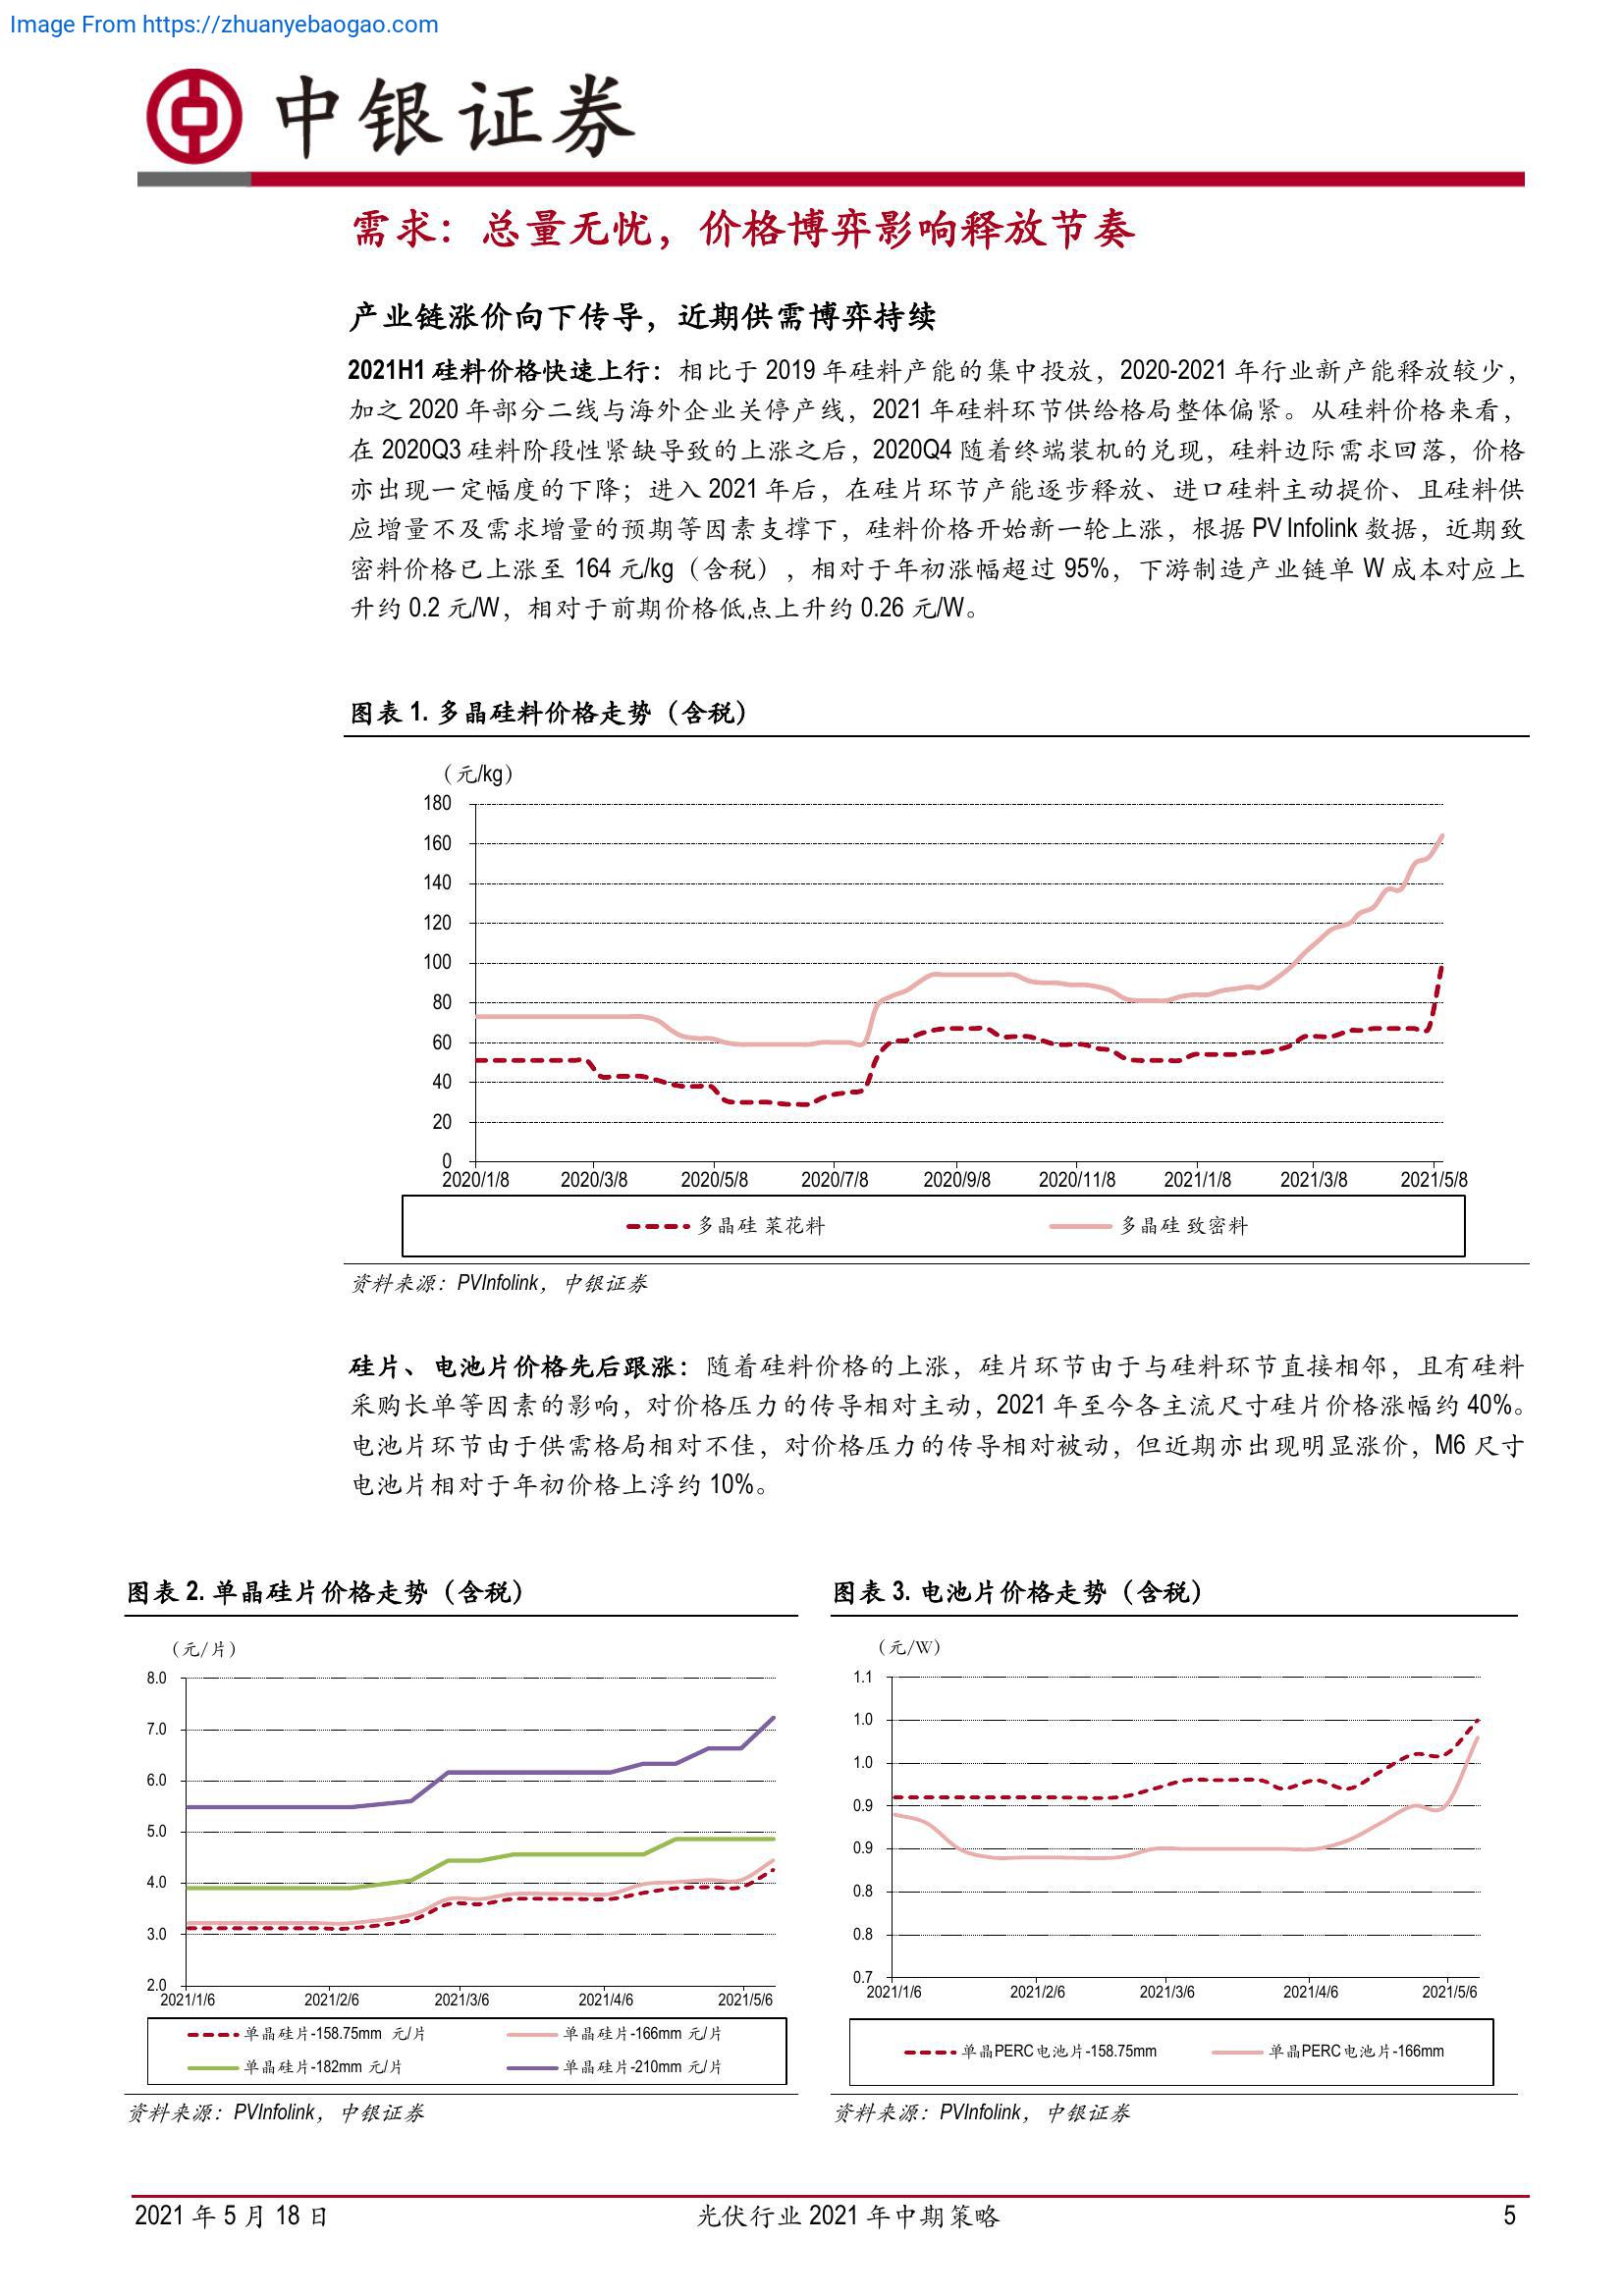 Image From https://zhuanyebaogao.com
中银证券
需求：总量无忧，价格博弈影响释放节奏
产业链涨价向下传导，近期供需博弈持续
2021H1 硅料价格快速上行：相比于 2019 年硅料产能的集中投放，2020-2021 年行业新产能释放较少，
加之 2020 年部分二线与海外企业关停产线，2021 年硅料环节供给格局整体偏紧。从硅料价格来看，
在 2020Q3 硅料阶段性紧缺导致的上涨之后，2020Q4 随着终端装机的兑现，硅料边际需求回落，价格
亦出现一定幅度的下降；进入 2021 年后，在硅片环节产能逐步释放、进口硅料主动提价、且硅料供
应增量不及需求增量的预期等因素支撑下，硅料价格开始新一轮上涨，根据 PV Infolink 数据，近期致
密料价格已上涨至 164 元/kg（含税），相对于年初涨幅超过 95%，下游制造产业链单 W 成本对应上
升约 0.2 元/W，相对于前期价格低点上升约 0.26 元/W。
图表 1. 多晶硅料价格走势（含税）
（元/kg）
180
160
140
120
100
80
60
40
20
0
2020/1/8 2020/3/8 2020/5/8 2020/7/8 2020/9/8 2020/11/8 2021/1/8 2021/3/8 2021/5/8
多晶硅 菜花料 多晶硅 致密料
资料来源：PVInfolink，中银证券
硅片、电池片价格先后跟涨：随着硅料价格的上涨，硅片环节由于与硅料环节直接相邻，且有硅料
采购长单等因素的影响，对价格压力的传导相对主动，2021 年至今各主流尺寸硅片价格涨幅约 40%。
电池片环节由于供需格局相对不佳，对价格压力的传导相对被动，但近期亦出现明显涨价，M6 尺寸
电池片相对于年初价格上浮约 10%。
图表 2. 单晶硅片价格走势（含税）
（元/片）
8.0
7.0
6.0
5.0
4.0
3.0
2.0
2021/1/6 2021/2/6 2021/3/6 2021/4/6 2021/5/6
单晶硅片-158.75mm 元/片 单晶硅片-166mm 元/片
单晶硅片-182mm 元/片 单晶硅片-210mm 元/片
资料来源：PVInfolink，中银证券
图表 3. 电池片价格走势（含税）
（元/W）
1.1
1.0
1.0
0.9
0.9
0.8
0.8
0.7
2021/1/6 2021/2/6 2021/3/6 2021/4/6 2021/5/6
单晶PERC电池片-158.75mm 单晶PERC电池片-166mm
资料来源：PVInfolink，中银证券
2021 年 5 月 18 日 光伏行业 2021 年中期策略 5